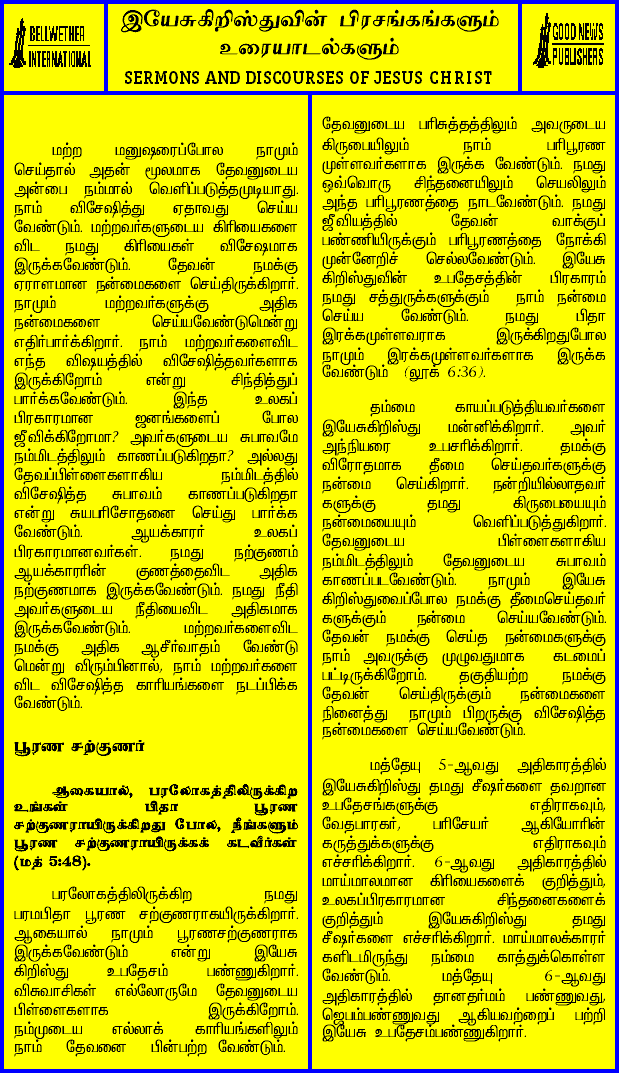 BELLWETHER
INTERNATIONAL
இயேசுகிறிஸ்துவின் பிரசங்கங்களும்
உரையாடல்களும்
SERMONS AND DISCOURSES OF JESUS CHRIST
GOOD NEWS
PUBLISHERS
மற்ற மனுஷரைப்போல நாமும்
செய்தால் அதன் மூலமாக தேவனுடைய
அன்பை நம்மால் வெளிப்படுத்தமுடியாது.
நாம் விசேஷித்து ஏதாவது செய்ய
வேண்டும். மற்றவர்களுடைய கிரியைகளை
விட நமது கிரியைகள் விசேஷமாக
இருக்கவேண்டும். தேவன் நமக்கு
ஏராளமான நன்மைகளை செய்திருக்கிறார்.
நாமும் மற்றவர்களுக்கு அதிக
நன்மைகளை செய்யவேண்டுமென்று
எதிர்பார்க்கிறார். நாம் மற்றவர்களைவிட
எந்த விஷயத்தில் விசேஷித்தவர்களாக
இருக்கிறோம் என்று சிந்தித்துப்
பார்க்கவேண்டும். இந்த உலகப்
பிரகாரமான ஜனங்களைப் போல
ஜீவிக்கிறோமா? அவர்களுடைய சுபாவமே
நம்மிடத்திலும் காணப்படுகிறதா? அல்லது
தேவப்பிள்ளைகளாகிய நம்மிடத்தில்
விசேஷித்த சுபாவம் காணப்படுகிறதா
என்று சுயபரிசோதனை செய்து பார்க்க
வேண்டும். ஆயக்காரர் உலகப்
பிரகாரமானவர்கள். நமது நற்குணம்
ஆயக்காரரின் குணத்தைவிட அதிக
நற்குணமாக இருக்கவேண்டும். நமது நீதி
அவர்களுடைய நீதியைவிட அதிகமாக
இருக்கவேண்டும். மற்றவர்களைவிட
நமக்கு அதிக ஆசீர்வாதம் வேண்டு
மென்று விரும்பினால், நாம் மற்றவர்களை
விட விசேஷித்த காரியங்களை நடப்பிக்க
வேண்டும்.
பூரண சற்குணர்
ஆகையால், பரலோகத்திலிருக்கிற
உங்கள் பிதா பூரண
சற்குணராயிருக்கிறது போல, நீங்களும்
பூரண சற்குணராயிருக்கக் கடவீர்கள்
(மத் 5:48).
பரலோகத்திலிருக்கிற நமது
பரமபிதா பூரண சற்குணராகயிருக்கிறார்.
ஆகையால் நாமும் பூரணசற்குணராக
இருக்கவேண்டும் என்று இயேசு
கிறிஸ்து உபதேசம் பண்ணுகிறார்.
விசுவாசிகள் எல்லோருமே தேவனுடைய
பிள்ளைகளாக இருக்கிறோம்.
நம்முடைய எல்லாக் காரியங்களிலும்
நாம் தேவனை பின்பற்ற வேண்டும்.
தேவனுடைய பரிசுத்தத்திலும் அவருடைய
கிருபையிலும் நாம் பரிபூரண
முள்ளவர்களாக இருக்க வேண்டும். நமது
ஒவ்வொரு சிந்தனையிலும் செயலிலும்
அந்த பரிபூரணத்தை நாடவேண்டும். நமது
ஜீவியத்தில் தேவன் வாக்குப்
பண்ணியிருக்கும் பரிபூரணத்தை நோக்கி
முன்னேறிச் செல்லவேண்டும். இயேசு
கிறிஸ்துவின் உபதேசத்தின் பிரகாரம்
நமது சத்துருக்களுக்கும் நாம் நன்மை
செய்ய வேண்டும். நமது பிதா
இரக்கமுள்ளவராக இருக்கிறதுபோல
நாமும் இரக்கமுள்ளவர்களாக இருக்க
வேண்டும் (லூக் 6:36).
தம்மை காயப்படுத்தியவர்களை
இயேசுகிறிஸ்து மன்னிக்கிறார். அவர்
அந்நியரை உபசரிக்கிறார். தமக்கு
விரோதமாக தீமை செய்தவர்களுக்கு
நன்மை செய்கிறார். நன்றியில்லாதவர்
களுக்கு தமது கிருபையையும்
நன்மையையும் வெளிப்படுத்துகிறார்.
தேவனுடைய பிள்ளைகளாகிய
நம்மிடத்திலும் தேவனுடைய சுபாவம்
காணப்படவேண்டும். நாமும் இயேசு
கிறிஸ்துவைப்போல நமக்கு தீமைசெய்தவர்
களுக்கும் நன்மை செய்யவேண்டும்.
தேவன் நமக்கு செய்த நன்மைகளுக்கு
நாம் அவருக்கு முழுவதுமாக கடமைப்
பட்டிருக்கிறோம். தகுதியற்ற நமக்கு
தேவன் செய்திருக்கும் நன்மைகளை
நினைத்து நாமும் பிறருக்கு விசேஷித்த
நன்மைகளை செய்யவேண்டும்.
மத்தேயு 5-ஆவது அதிகாரத்தில்
இயேசுகிறிஸ்து தமது சீஷர்களை தவறான
உபதேசங்களுக்கு எதிராகவும்,
வேதபாரகர், பரிசேயர் ஆகியோரின்
கருத்துக்களுக்கு எதிராகவும்
எச்சரிக்கிறார். 6-ஆவது அதிகாரத்தில்
மாய்மாலமான கிரியைகளைக் குறித்தும்,
உலகப்பிரகாரமான சிந்தனைகளைக்
குறித்தும் இயேசுகிறிஸ்து தமது
சீஷர்களை எச்சரிக்கிறார். மாய்மாலக்காரர்
களிடமிருந்து நம்மை காத்துக்கொள்ள
வேண்டும். மத்தேயு 6-ஆவது
அதிகாரத்தில் தானதர்மம் பண்ணுவது,
ஜெபம்பண்ணுவது ஆகியவற்றைப் பற்றி
இயேசு உபதேசம்பண்ணுகிறார்.